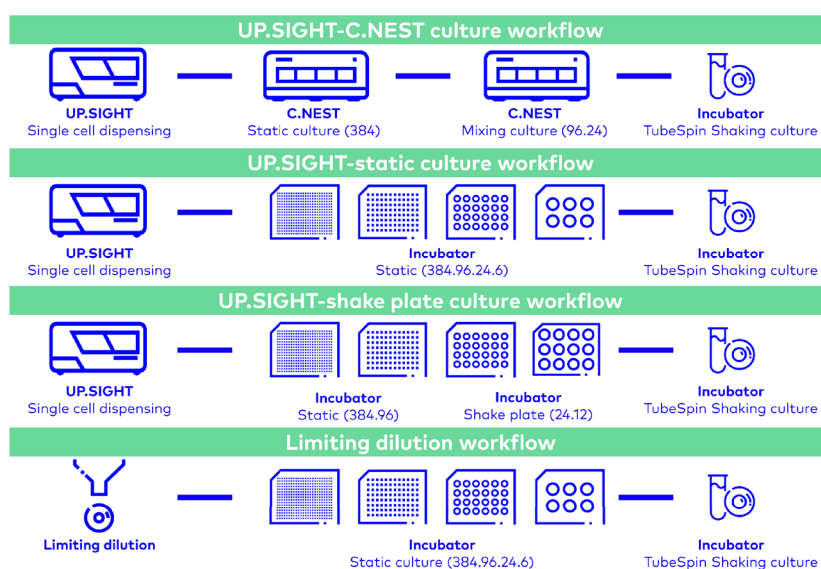 UP.SIGHT-C.NEST culture workflow
UP.SIGHT
Single cell dispensing
C.NEST
Static culture (384)
C.NEST
Mixing culture (96.24)
Incubator
TubeSpin Shaking culture
UP.SIGHT-static culture workflow
UP.SIGHT
Single cell dispensing
Incubator
Static (384.96.24.6)
Incubator
TubeSpin Shaking culture
UP.SIGHT-shake plate culture workflow
UP.SIGHT
Single cell dispensing
Incubator
Static (384.96)
Incubator
Shake plate (24.12)
Incubator
TubeSpin Shaking culture
Limiting dilution workflow
Limiting dilution
Incubator
Static culture (384.96.24.6)
Incubator
TubeSpin Shaking culture